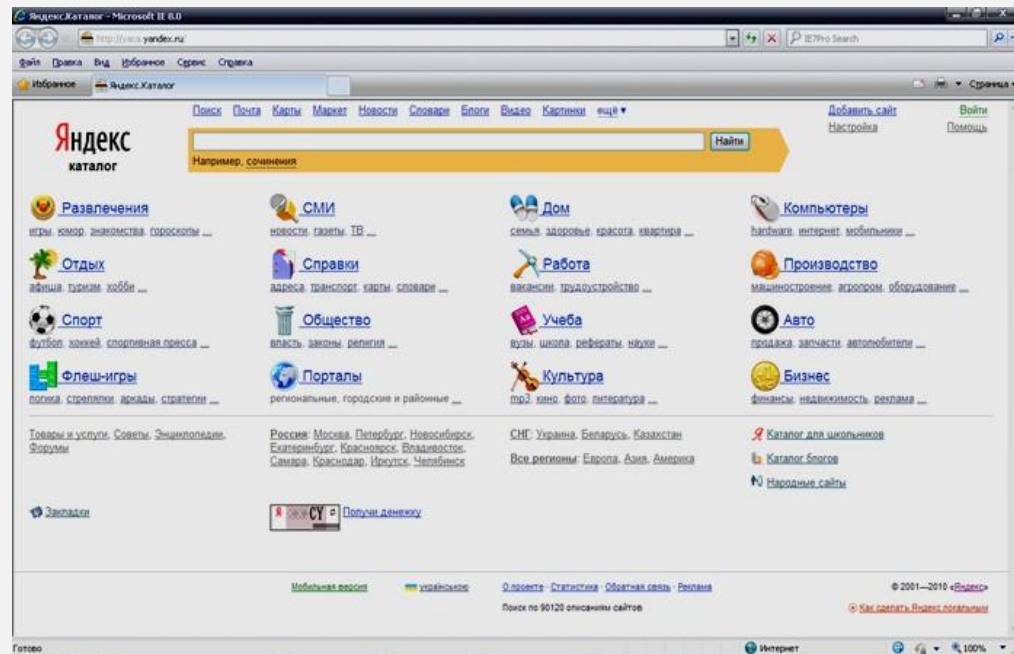 Яндекс.Каталог - Microsoft IE 8.0
yandex.ru
IE7Pro Search
Файл Правка Вид Избранное Сервис Справка
Избранное Яндекс.Каталог Страница
Поиск Почта Карты Маркет Новости Словари Блоги Видео Картинки ещё ▾
Добавить сайт Войти
Настройка Помощь
Яндекс
каталог
Найти
Например, сочинения
Развлечения СМИ Дом Компьютеры
игры, юмор, знакомства, гороскопы ... новости, газеты, ТВ ... семья, здоровье, красота, квартира ... hardware, интернет, мобильники ...
Отдых Справки Работа Производство
афиша, туризм, хобби ... адреса, транспорт, карты, словари ... вакансии, трудоустройство ... машиностроение, агропром, оборудование ...
Спорт Общество Учеба Авто
футбол, хоккей, спортивная пресса ... власть, законы, религия ... вузы, школа, рефераты, науки ... продажа, запчасти, автолюбители ...
Флеш-игры Порталы Культура Бизнес
логика, стрелялки, аркады, стратегии ... региональные, городские и районные ... mp3, кино, фото, литература ... финансы, недвижимость, реклама ...
Товары и услуги, Советы, Энциклопедии,
Форумы
Россия: Москва, Петербург, Новосибирск,
Екатеринбург, Красноярск, Владивосток,
Самара, Краснодар, Иркутск, Челябинск
СНГ: Украина, Беларусь, Казахстан
Все регионы: Европа, Азия, Америка
Каталог для школьников
Каталог блогов
Народные сайты
Закладки
Я CY Получи денежку
Мобильная версия українською О проекте · Статистика · Обратная связь · Реклама © 2001—2010 «Яндекс»
Поиск по 90120 описаниям сайтов Как сделать Яндекс локальным
Готово Интернет 100%